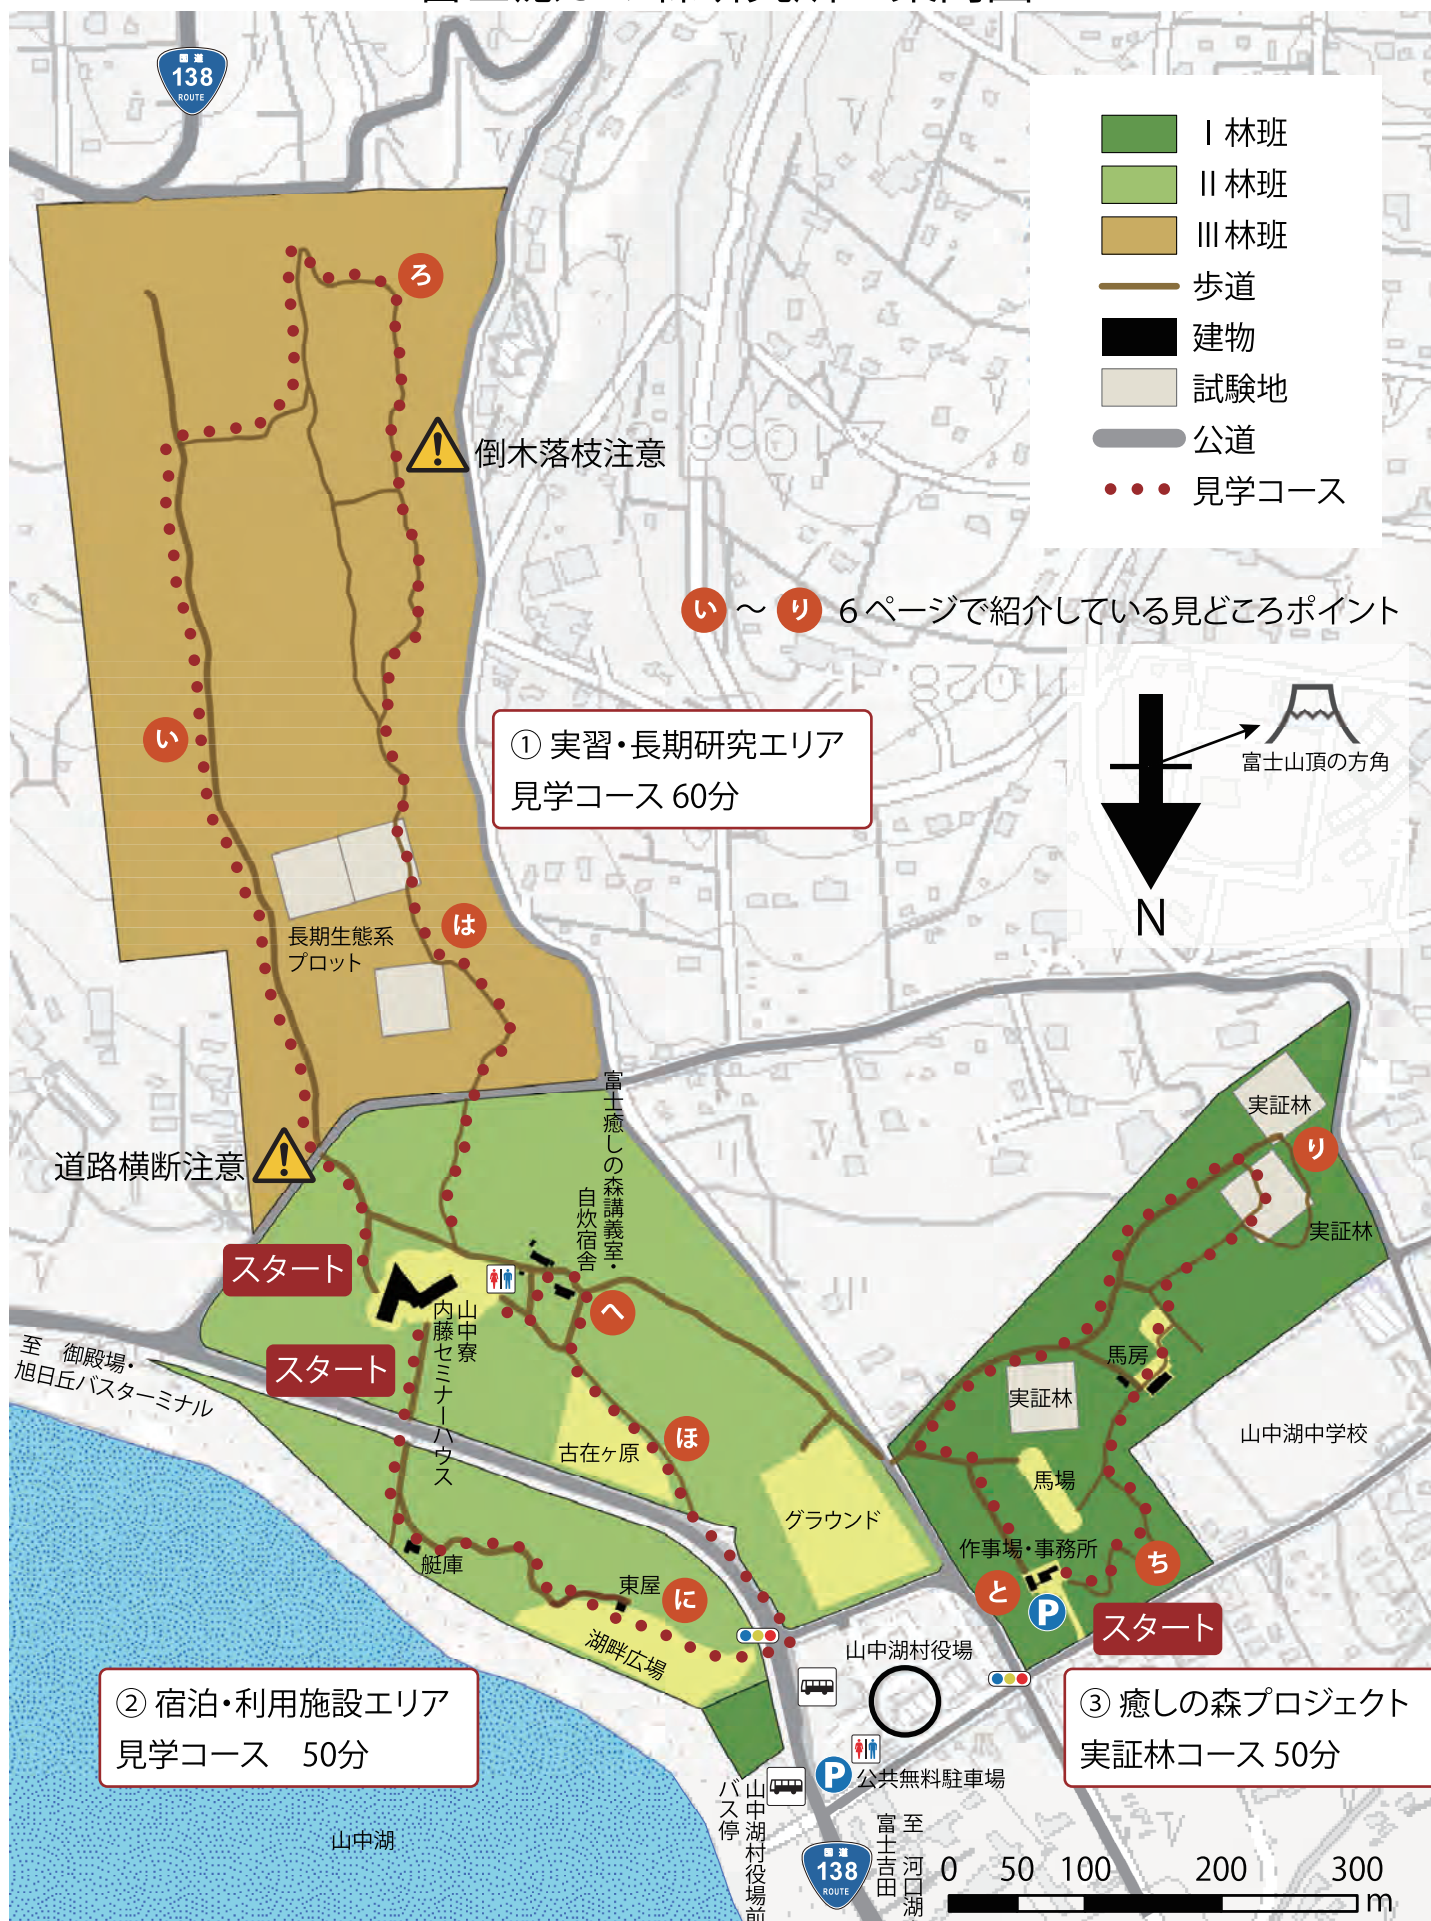 国道
138
ROUTE
Ⅰ林班
Ⅱ林班
Ⅲ林班
歩道
建物
試験地
公道
見学コース
ろ
倒木落枝注意
い ～ り 6ページで紹介している見どころポイント
い
① 実習・長期研究エリア
見学コース 60分
富士山頂の方角
N
は
長期生態系
プロット
道路横断注意
富士癒しの森講義室・
自炊宿舎
実証林
り
実証林
スタート
へ
山中寮
内藤セミナーハウス
スタート
至 御殿場・
旭日丘バスターミナル
馬房
実証林
山中湖中学校
ほ
古在ヶ原
馬場
グラウンド
作事場・事務所
ち
と
P
艇庫
東屋
に
スタート
湖畔広場
山中湖村役場
② 宿泊・利用施設エリア
見学コース 50分
③ 癒しの森プロジェクト
実証林コース 50分
P
公共無料駐車場
山中湖村役場前
バス停
山中湖
国道
138
ROUTE
至 河口湖・
富士吉田
0 50 100 200 300
m